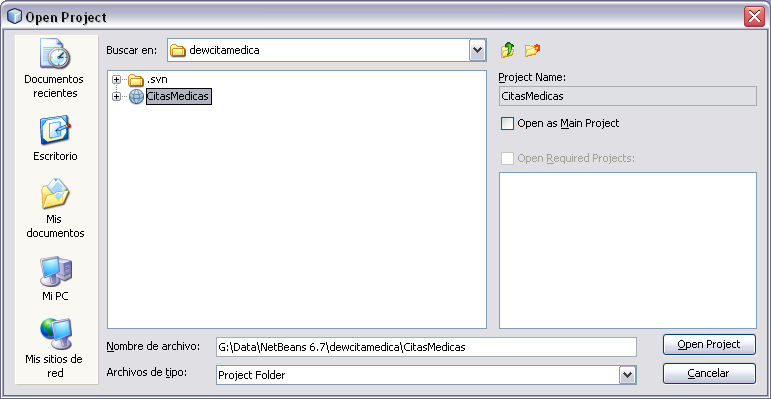 Open Project
Buscar en:
dewcitamedica
Documentos
recientes
Escritorio
Mis
documentos
Mi PC
Mis sitios de
red
.svn
CitasMedicas
Project Name:
CitasMedicas
Open as Main Project
Open Required Projects:
Nombre de archivo:
G:\Data\NetBeans 6.7\dewcitamedica\CitasMedicas
Open Project
Archivos de tipo:
Project Folder
Cancelar